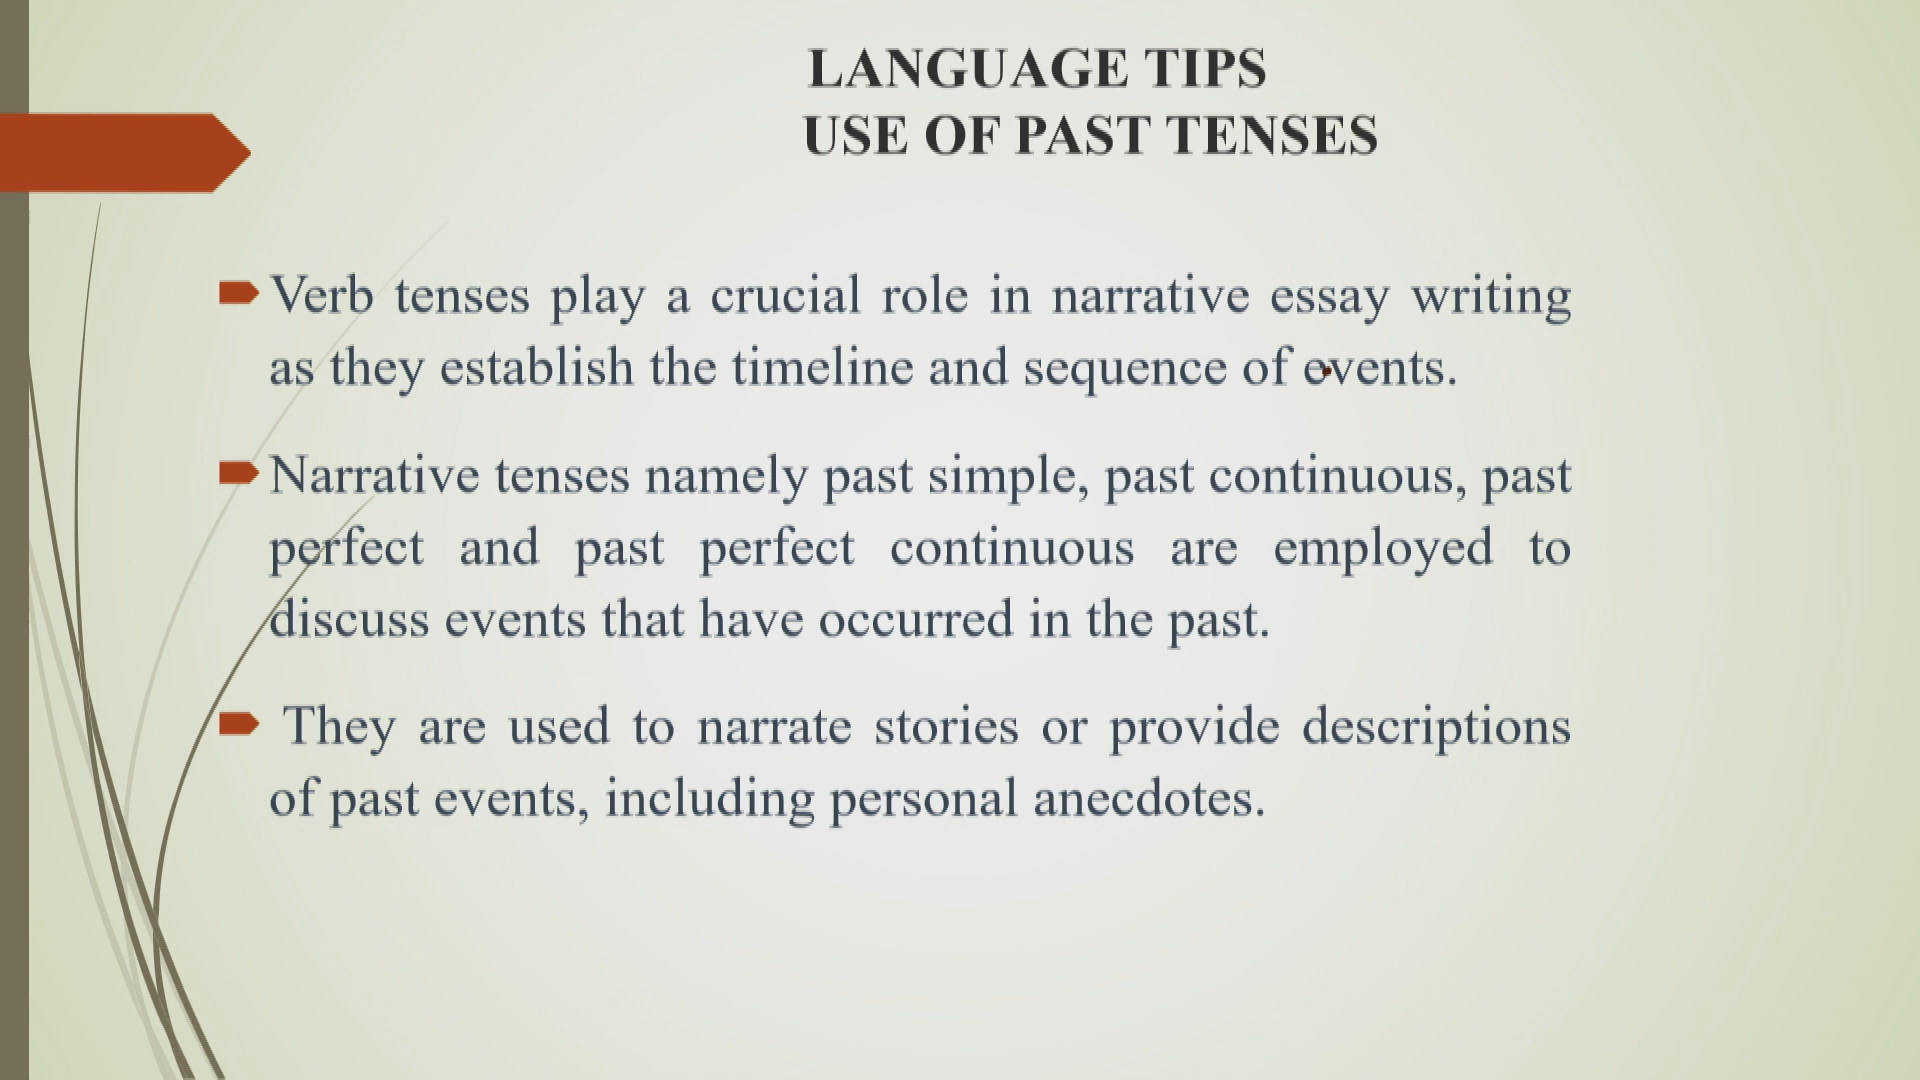 LANGUAGE TIPS
USE OF PAST TENSES
Verb tenses play a crucial role in narrative essay writing
as they establish the timeline and sequence of events.
Narrative tenses namely past simple, past continuous, past
perfect and past perfect continuous are employed to
discuss events that have occurred in the past.
They are used to narrate stories or provide descriptions
of past events, including personal anecdotes.